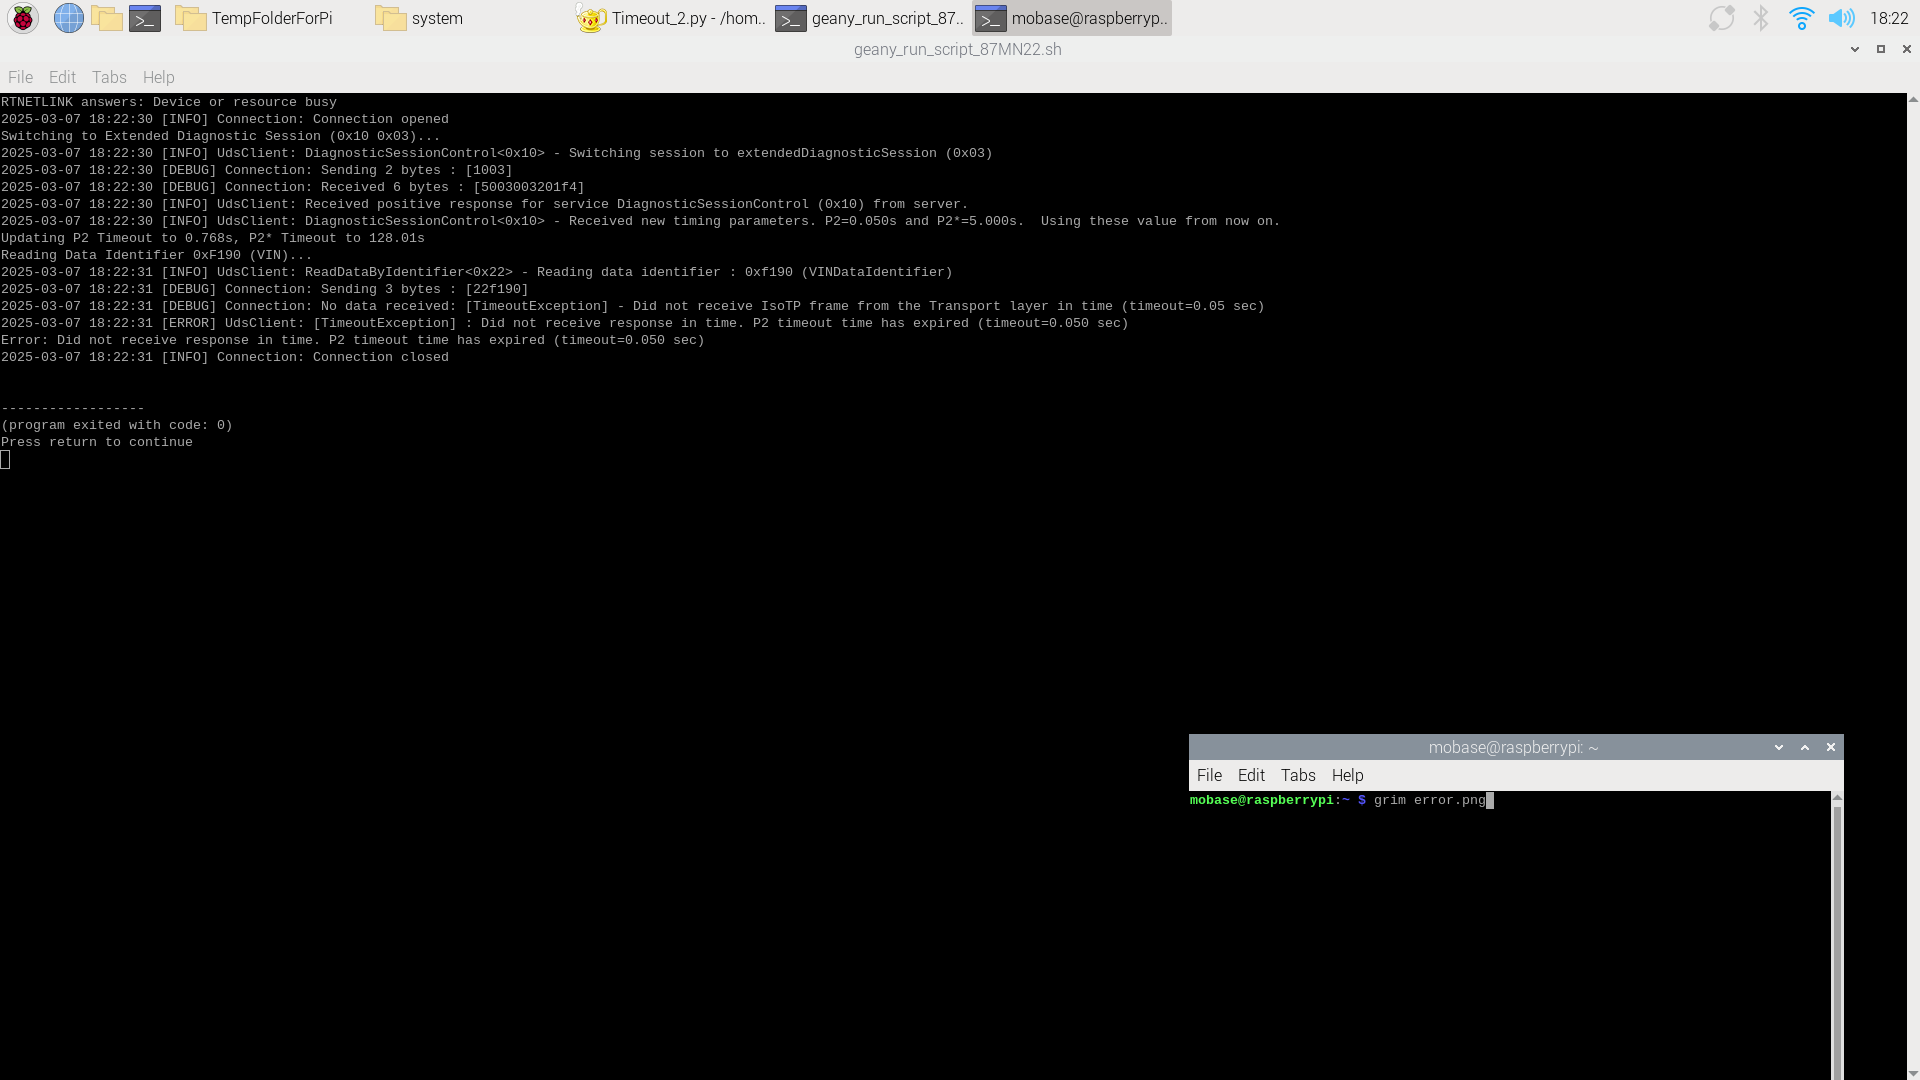 TempFolderForPi
system
Timeout_2.py - /hom..
geany_run_script_87..
mobase@raspberryp..
18:22
geany_run_script_87MN22.sh
File Edit Tabs Help
RTNETLINK answers: Device or resource busy
2025-03-07 18:22:30 [INFO] Connection: Connection opened
Switching to Extended Diagnostic Session (0x10 0x03)...
2025-03-07 18:22:30 [INFO] UdsClient: DiagnosticSessionControl<0x10> - Switching session to extendedDiagnosticSession (0x03)
2025-03-07 18:22:30 [DEBUG] Connection: Sending 2 bytes : [1003]
2025-03-07 18:22:30 [DEBUG] Connection: Received 6 bytes : [5003003201f4]
2025-03-07 18:22:30 [INFO] UdsClient: Received positive response for service DiagnosticSessionControl (0x10) from server.
2025-03-07 18:22:30 [INFO] UdsClient: DiagnosticSessionControl<0x10> - Received new timing parameters. P2=0.050s and P2*=5.000s.  Using these value from now on.
Updating P2 Timeout to 0.768s, P2* Timeout to 128.01s
Reading Data Identifier 0xF190 (VIN)...
2025-03-07 18:22:31 [INFO] UdsClient: ReadDataByIdentifier<0x22> - Reading data identifier : 0xf190 (VINDataIdentifier)
2025-03-07 18:22:31 [DEBUG] Connection: Sending 3 bytes : [22f190]
2025-03-07 18:22:31 [DEBUG] Connection: No data received: [TimeoutException] - Did not receive IsoTP frame from the Transport layer in time (timeout=0.05 sec)
2025-03-07 18:22:31 [ERROR] UdsClient: [TimeoutException] : Did not receive response in time. P2 timeout time has expired (timeout=0.050 sec)
Error: Did not receive response in time. P2 timeout time has expired (timeout=0.050 sec)
2025-03-07 18:22:31 [INFO] Connection: Connection closed
------------------
(program exited with code: 0)
Press return to continue
mobase@raspberrypi: ~
File Edit Tabs Help
mobase@raspberrypi:~ $ grim error.png